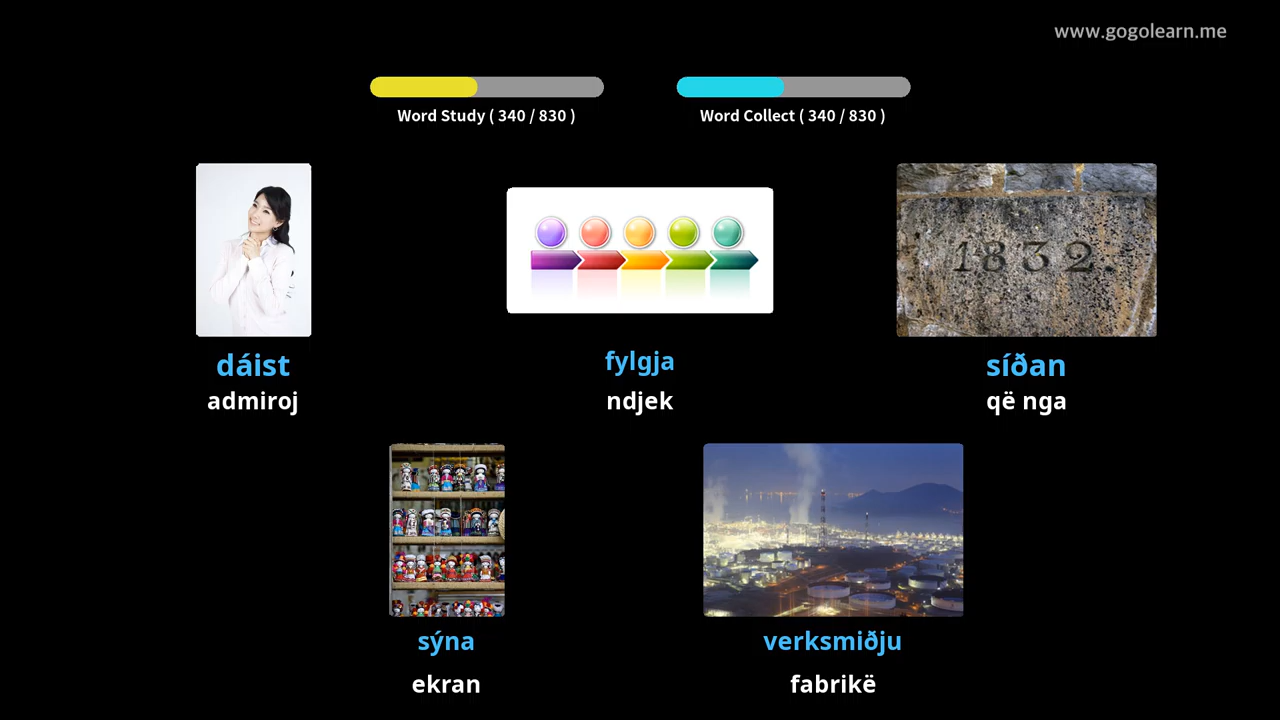 www.gogolearn.me
Word Study ( 340 / 830 )
Word Collect ( 340 / 830 )
1832.
dáist
admiroj
fylgja
ndjek
síðan
që nga
sýna
ekran
verksmiðju
fabrikë